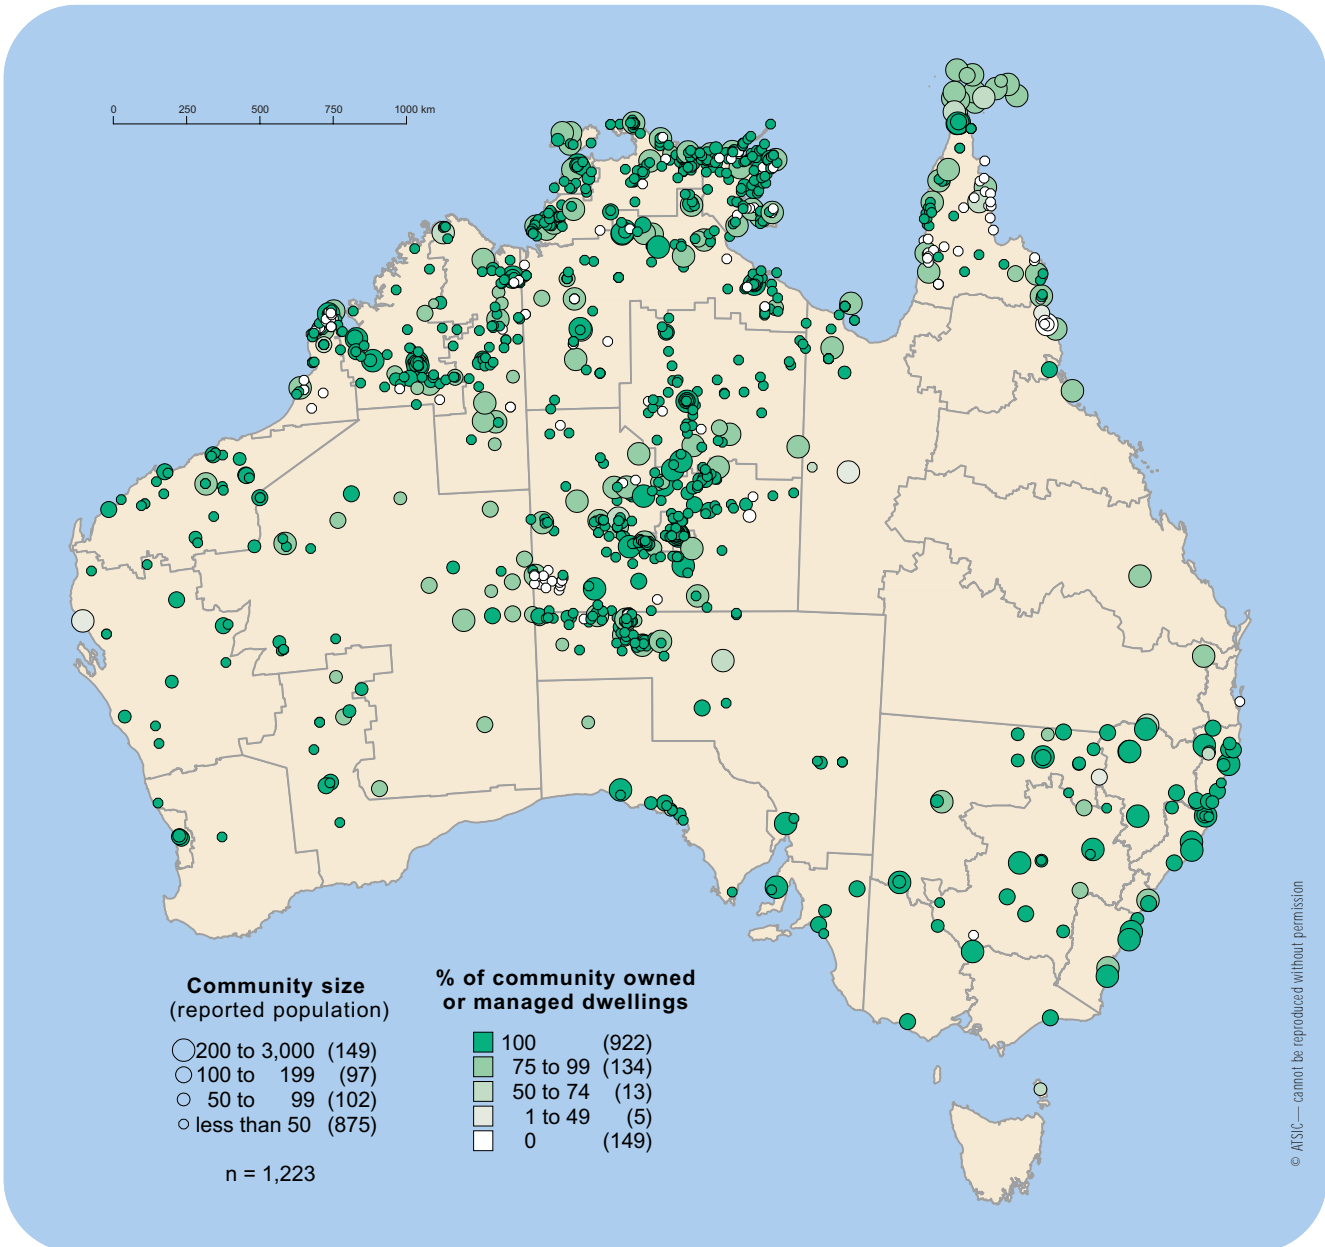 0 250 500 750 1000 km
Community size
(reported population)
200 to 3,000 (149)
100 to 199 (97)
50 to 99 (102)
less than 50 (875)
n = 1,223
% of community owned
or managed dwellings
100 (922)
75 to 99 (134)
50 to 74 (13)
1 to 49 (5)
0 (149)
© ATSIC — cannot be reproduced without permission